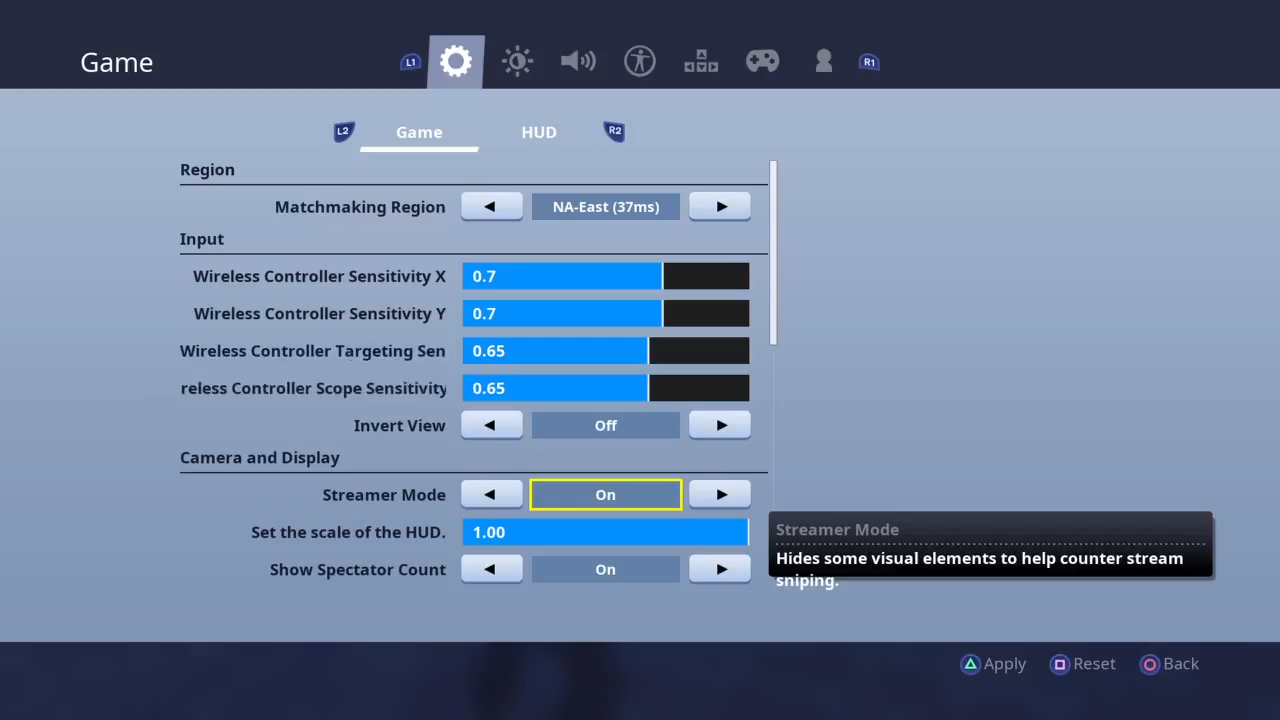 Game
L1
R1
L2
Game
HUD
R2
Region
Matchmaking Region
NA-East (37ms)
Input
Wireless Controller Sensitivity X
0.7
Wireless Controller Sensitivity Y
0.7
Wireless Controller Targeting Sen
0.65
reless Controller Scope Sensitivity
0.65
Invert View
Off
Camera and Display
Streamer Mode
On
Set the scale of the HUD.
1.00
Show Spectator Count
On
Streamer Mode
Hides some visual elements to help counter stream
sniping.
Apply
Reset
Back